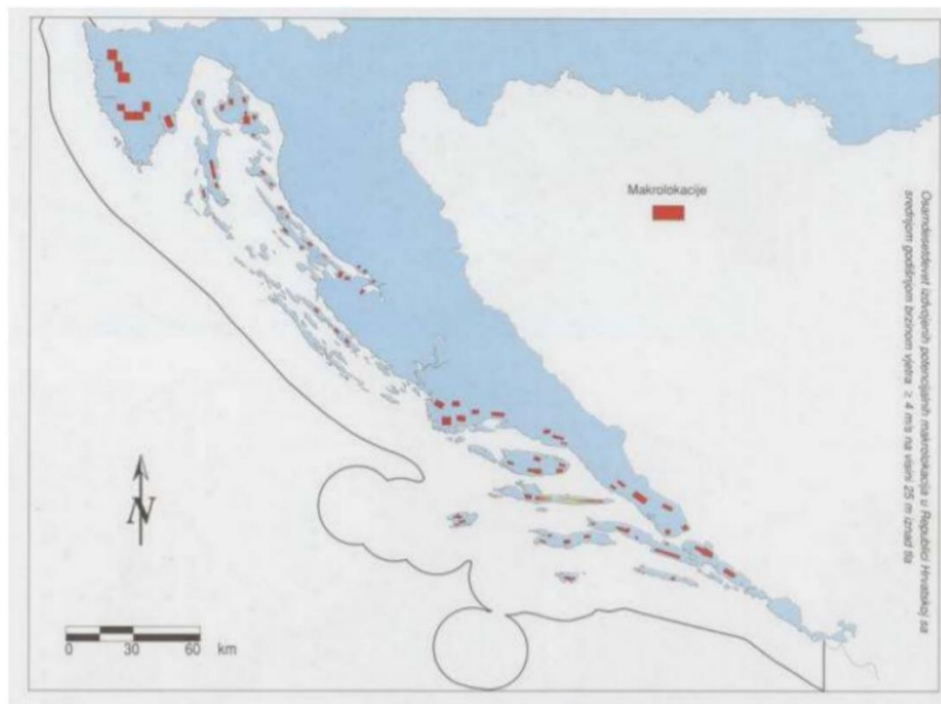 Makrolokacije
Osamdesetdevet izdvojenih potencijalnih makrolokacija u Republici Hrvatskoj sa
srednjom godišnjom brzinom vjetra ≥ 4 m/s na visini 25 m iznad tla
N
0 30 60 km